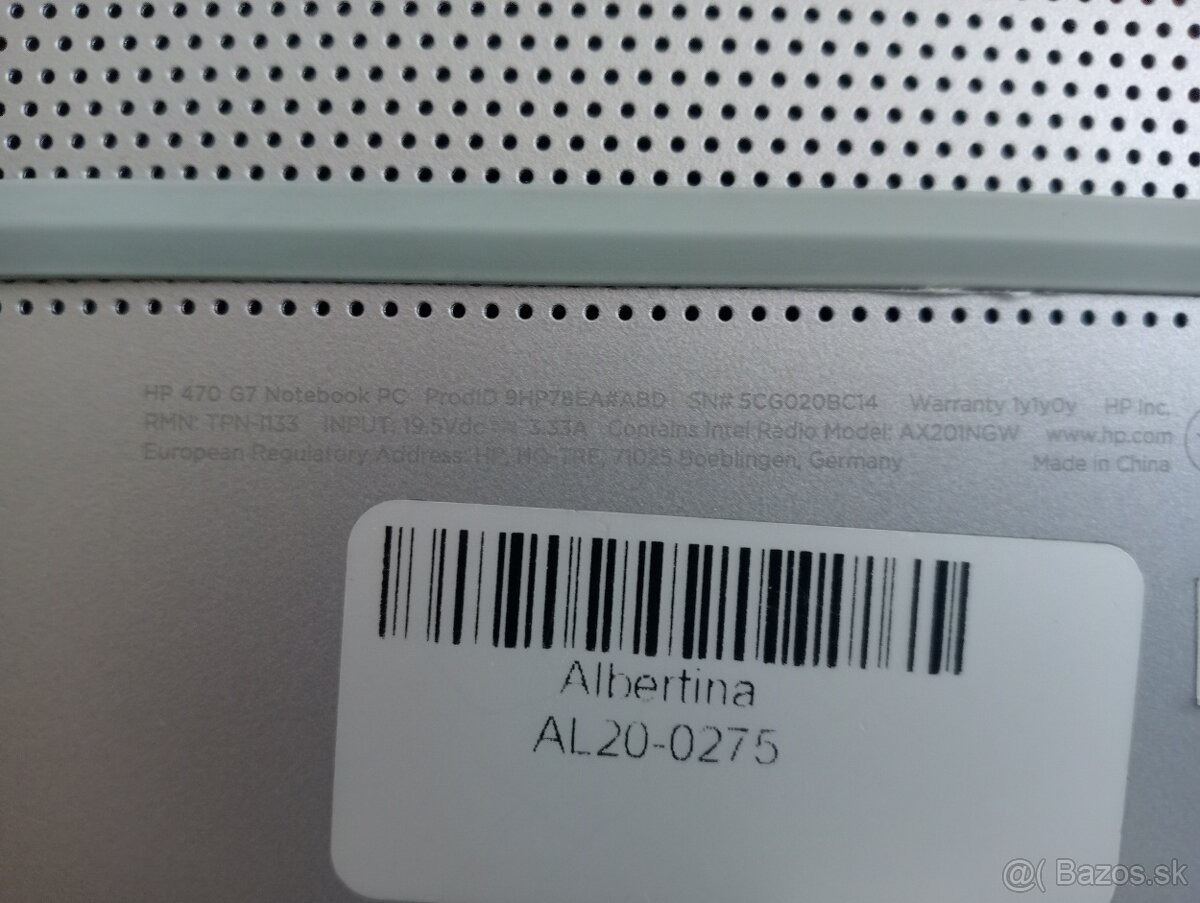 HP 470 G7 Notebook PC ProdID 9HP78EA#ABD SN# 5CG020BC14 Warranty 1y1y0y HP Inc.
RMN: TPN-I133 INPUT: 19.5Vdc ⎓ 3.33A Contains Intel Radio Model: AX201NGW www.hp.com
European Regulatory Address: HP, HQ-TRE, 71025 Boeblingen, Germany Made in China
Albertina
AL20-0275
@( Bazos.sk